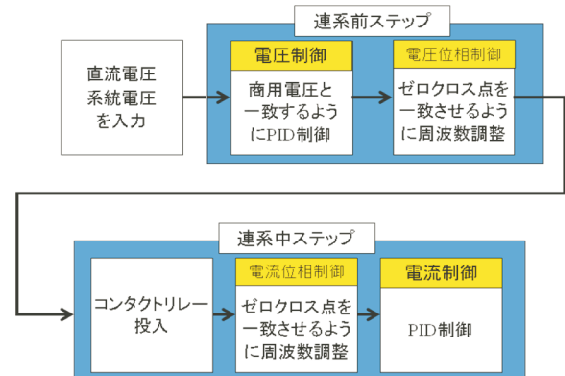 連系前ステップ
直流電圧
系統電圧
を入力
電圧制御
商用電圧と
一致するよう
にPID制御
電圧位相制御
ゼロクロス点を
一致させるよう
に周波数調整
連系中ステップ
コンタクトリレー
投入
電流位相制御
ゼロクロス点を
一致させるよう
に周波数調整
電流制御
PID制御